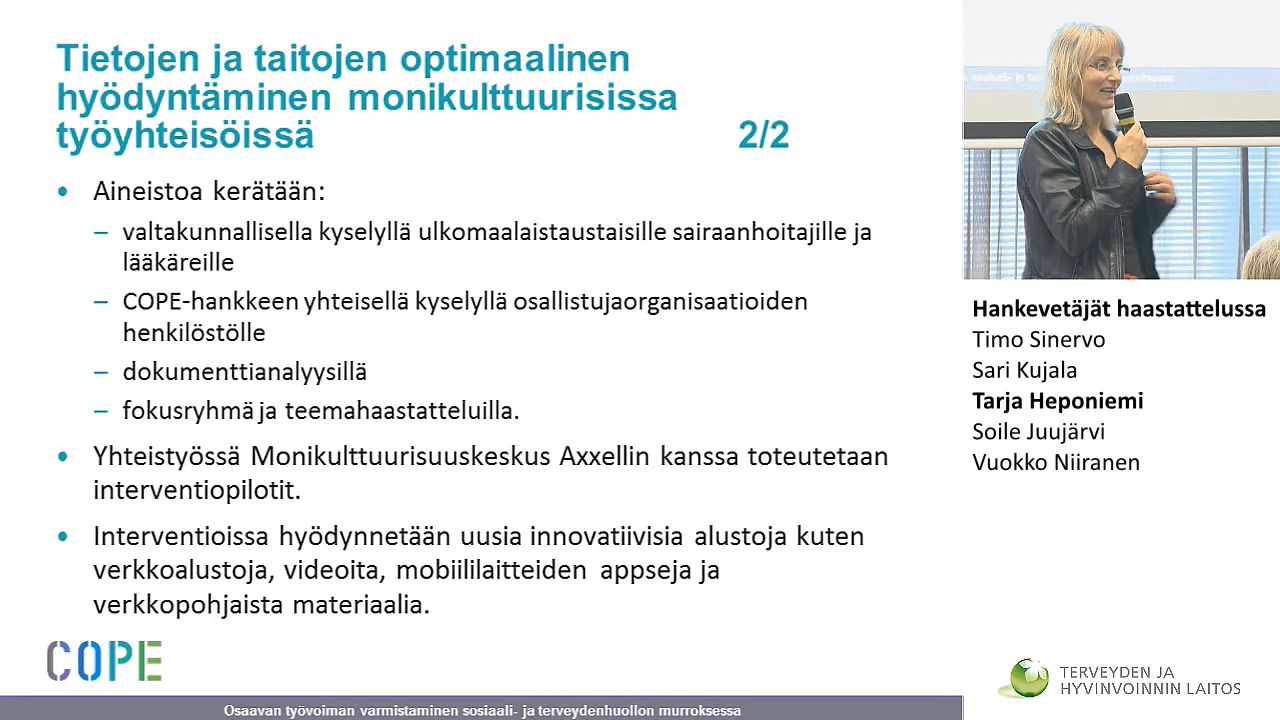 Tietojen ja taitojen optimaalinen
hyödyntäminen monikulttuurisissa
työyhteisöissä 2/2
• Aineistoa kerätään:
– valtakunnallisella kyselyllä ulkomaalaistaustaisille sairaanhoitajille ja
lääkäreille
– COPE-hankkeen yhteisellä kyselyllä osallistujaorganisaatioiden
henkilöstölle
– dokumenttianalyysillä
– fokusryhmä ja teemahaastatteluilla.
• Yhteistyössä Monikulttuurisuuskeskus Axxellin kanssa toteutetaan
interventiopilotit.
• Interventioissa hyödynnetään uusia innovatiivisia alustoja kuten
verkkoalustoja, videoita, mobiililaitteiden appseja ja
verkkopohjaista materiaalia.
COPE
Osaavan työvoiman varmistaminen sosiaali- ja terveydenhuollon murroksessa
Hankevetäjät haastattelussa
Timo Sinervo
Sari Kujala
Tarja Heponiemi
Soile Juujärvi
Vuokko Niiranen
TERVEYDEN JA
HYVINVOINNIN LAITOS